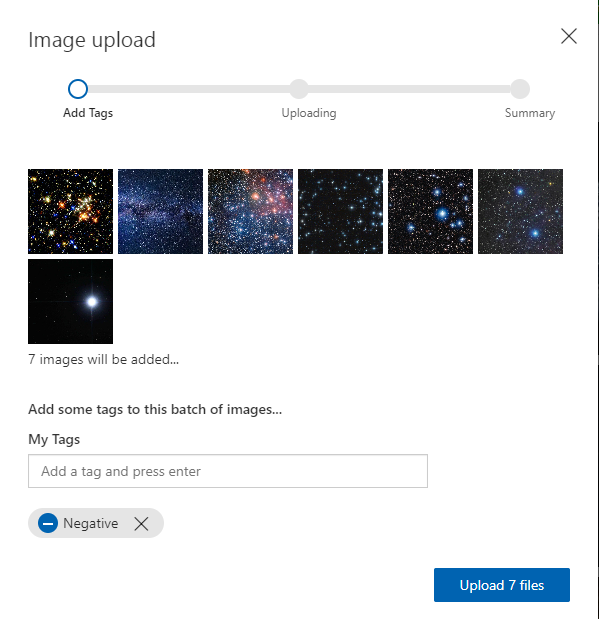 Image upload
Add Tags
Uploading
Summary
7 images will be added...
Add some tags to this batch of images...
My Tags
Add a tag and press enter
Negative
Upload 7 files